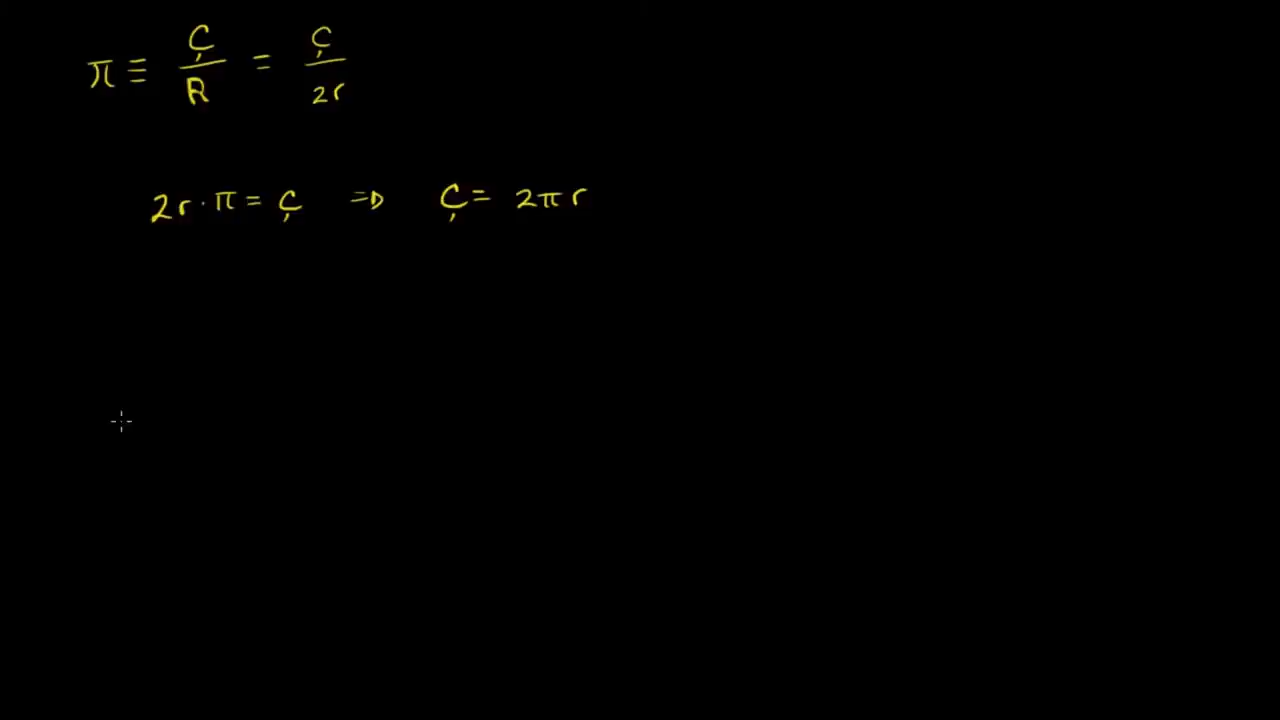 π ≡ Ç/R = Ç/2r
2r · π = Ç ⇒ Ç = 2πr